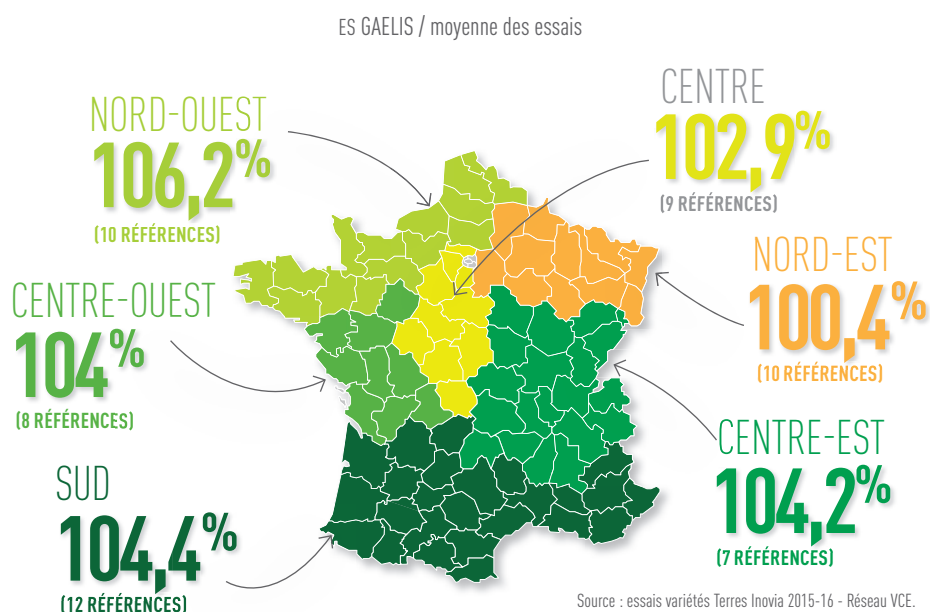 ES GAELIS / moyenne des essais
NORD-OUEST
106,2%
(10 RÉFÉRENCES)
CENTRE
102,9%
(9 RÉFÉRENCES)
CENTRE-OUEST
104%
(8 RÉFÉRENCES)
NORD-EST
100,4%
(10 RÉFÉRENCES)
SUD
104,4%
(12 RÉFÉRENCES)
CENTRE-EST
104,2%
(7 RÉFÉRENCES)
Source : essais variétés Terres Inovia 2015-16 - Réseau VCE.